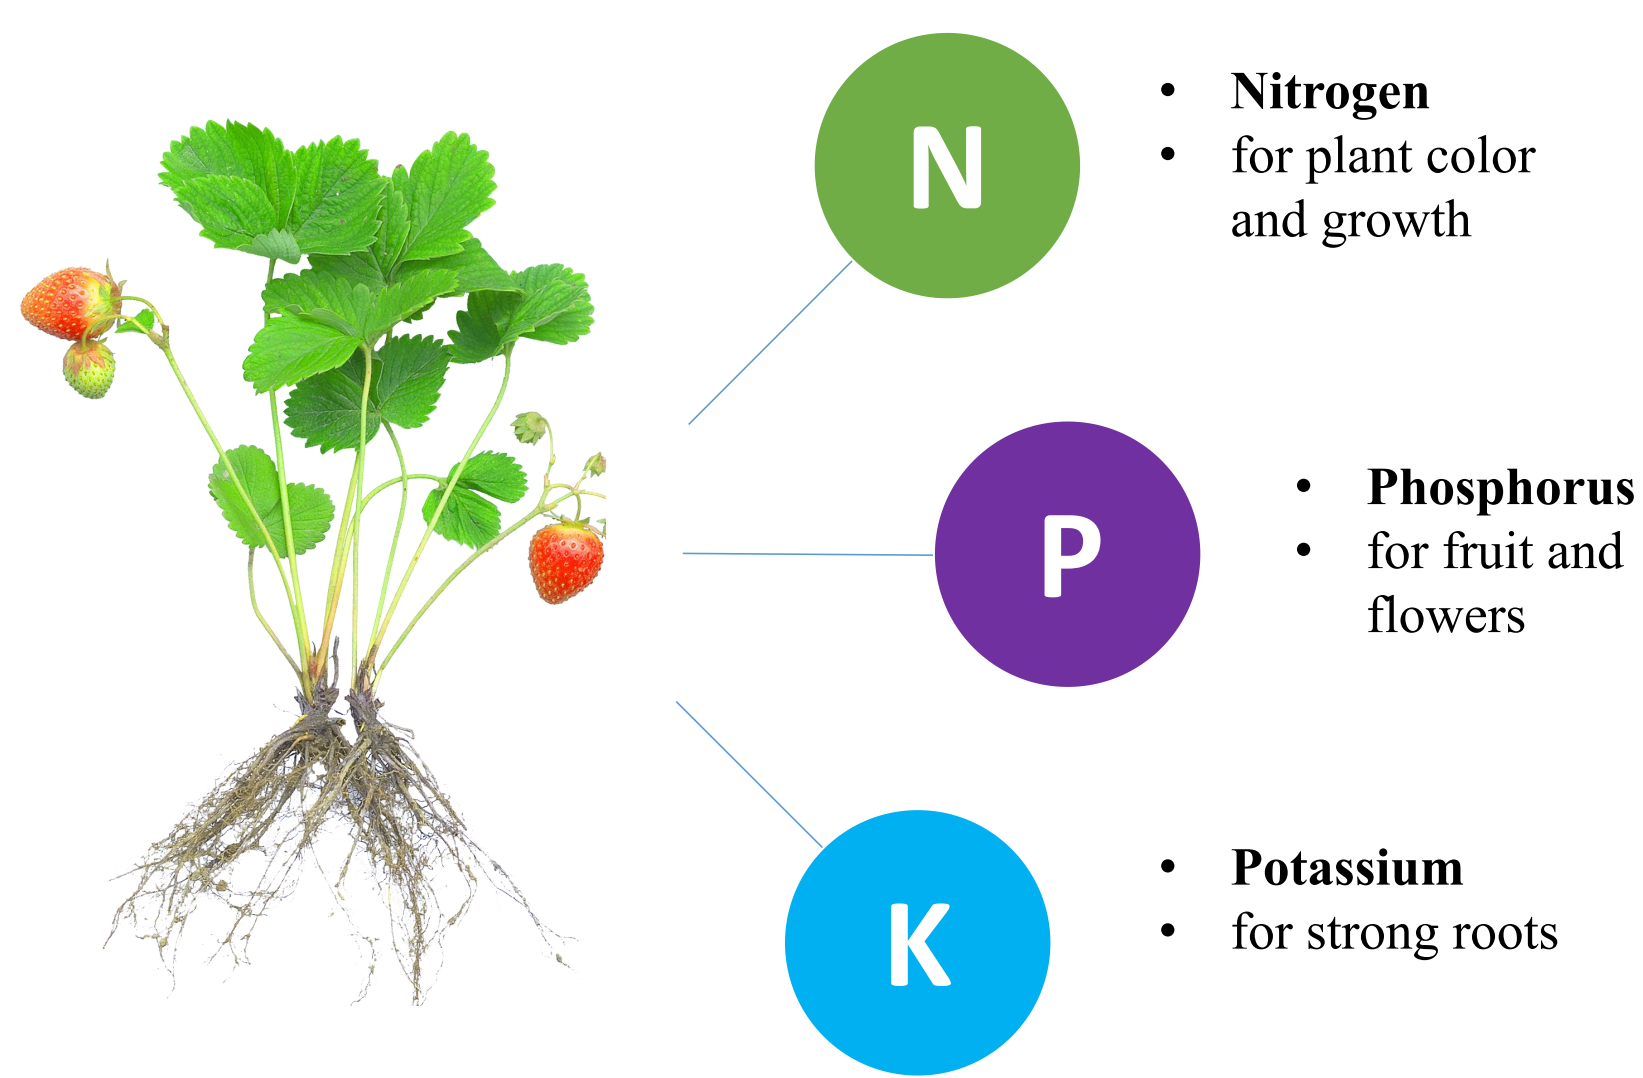 N
• Nitrogen
• for plant color
and growth
P
• Phosphorus
• for fruit and
flowers
K
• Potassium
• for strong roots